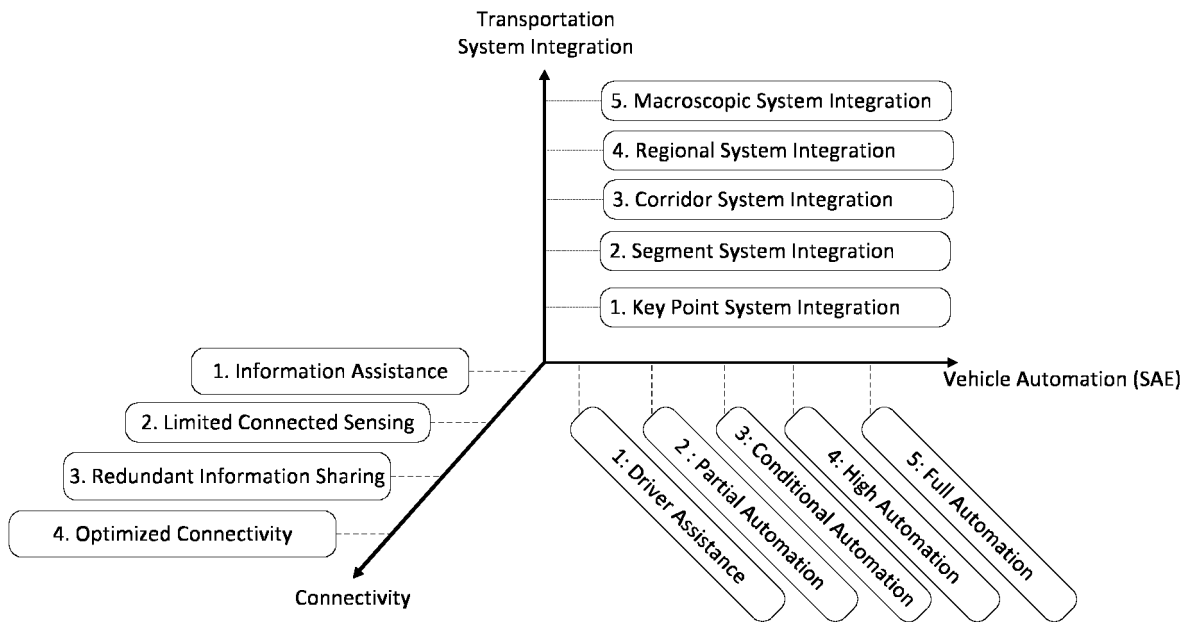 Transportation
System Integration
5. Macroscopic System Integration
4. Regional System Integration
3. Corridor System Integration
2. Segment System Integration
1. Key Point System Integration
Vehicle Automation (SAE)
1. Information Assistance
2. Limited Connected Sensing
3. Redundant Information Sharing
4. Optimized Connectivity
Connectivity
1: Driver Assistance
2 : Partial Automation
3: Conditional Automation
4: High Automation
5: Full Automation